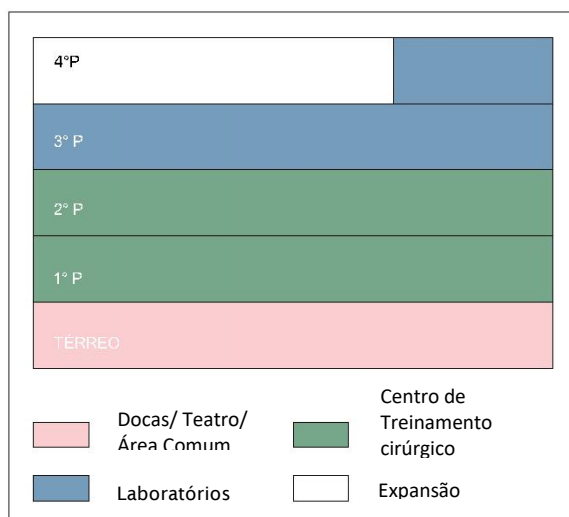 4°P
3° P
2° P
1° P
TÉRREO
Docas/ Teatro/
Área Comum
Centro de
Treinamento
cirúrgico
Laboratórios
Expansão